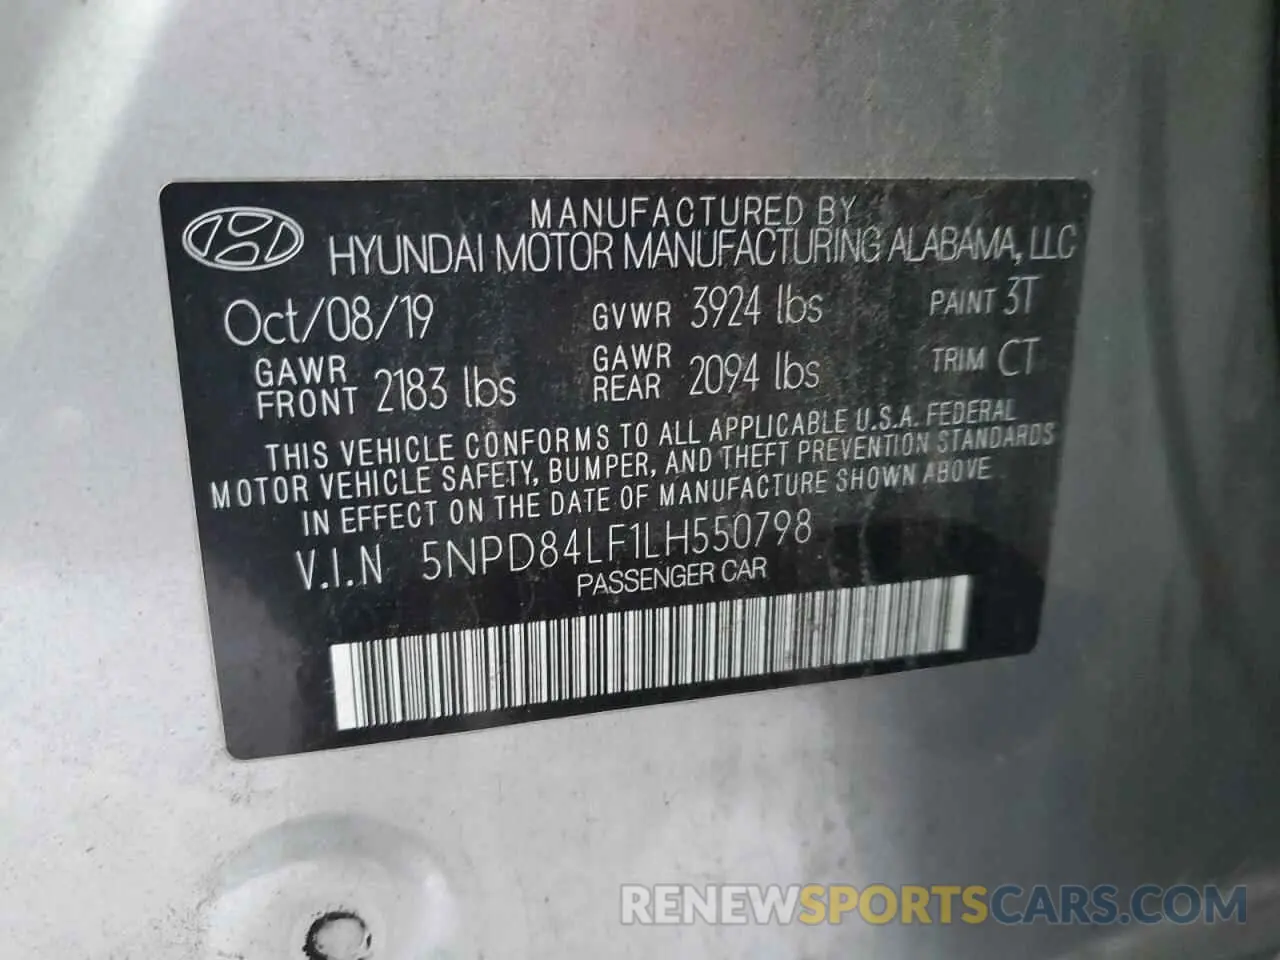 MANUFACTURED BY
HYUNDAI MOTOR MANUFACTURING ALABAMA, LLC
Oct/08/19 GVWR 3924 lbs PAINT 3T
GAWR FRONT 2183 lbs GAWR REAR 2094 lbs TRIM CT
THIS VEHICLE CONFORMS TO ALL APPLICABLE U.S.A. FEDERAL
MOTOR VEHICLE SAFETY, BUMPER, AND THEFT PREVENTION STANDARDS
IN EFFECT ON THE DATE OF MANUFACTURE SHOWN ABOVE
V.I.N 5NPD84LF1LH550798
PASSENGER CAR
RENEWSPORTSCARS.COM